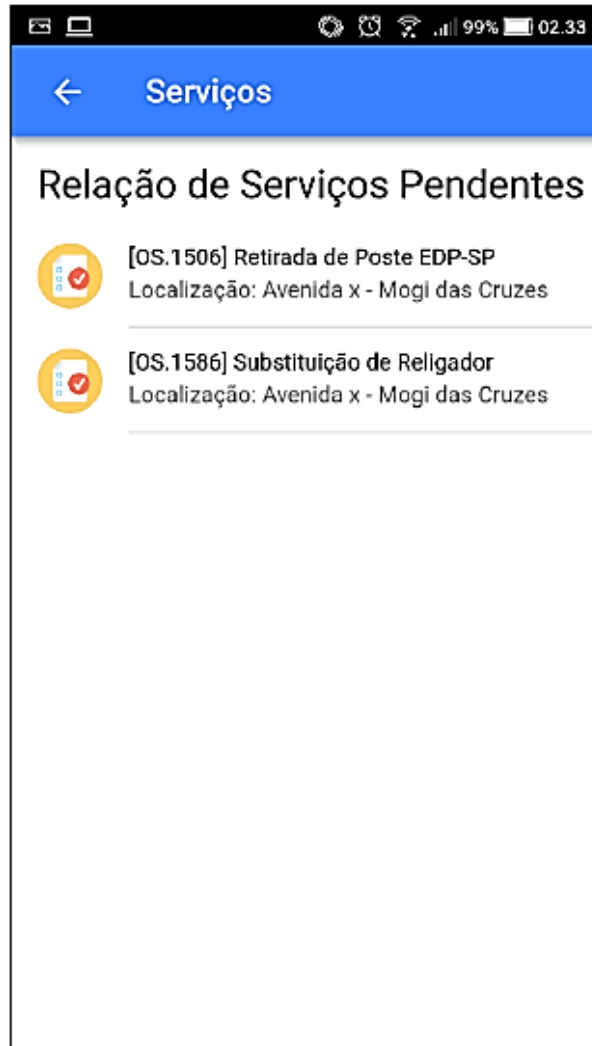 99% 02.33
Serviços
Relação de Serviços Pendentes
[OS.1506] Retirada de Poste EDP-SP
Localização: Avenida x - Mogi das Cruzes
[OS.1586] Substituição de Religador
Localização: Avenida x - Mogi das Cruzes